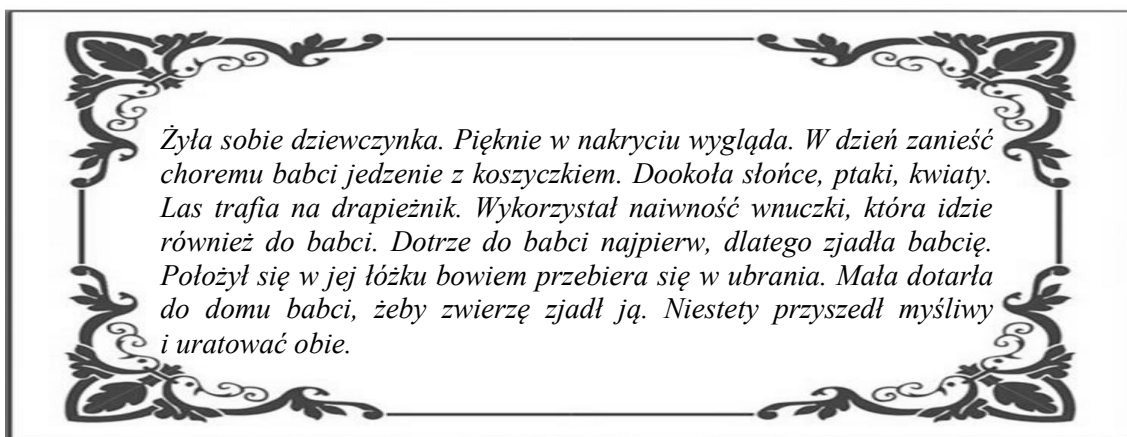 Żyła sobie dziewczynka. Pięknie w nakryciu wygląda. W dzień zanieść
choremu babci jedzenie z koszyczkiem. Dookoła słońce, ptaki, kwiaty.
Las trafia na drapieżnik. Wykorzystał naiwność wnuczki, która idzie
również do babci. Dotrze do babci najpierw, dlatego zjadła babcię.
Położył się w jej łóżku bowiem przebiera się w ubrania. Mała dotarła
do domu babci, żeby zwierzę zjadł ją. Niestety przyszedł myśliwy
i uratować obie.